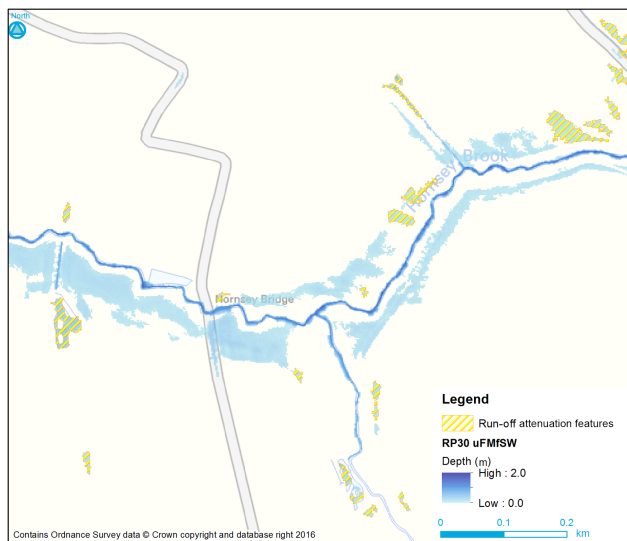 North
Hornsey Brook
Hornsey Bridge
Legend
Run-off attenuation features
RP30 uFMfSW
Depth (m)
High : 2.0
Low : 0.0
0 0.1 0.2
km
Contains Ordnance Survey data © Crown copyright and database right 2016